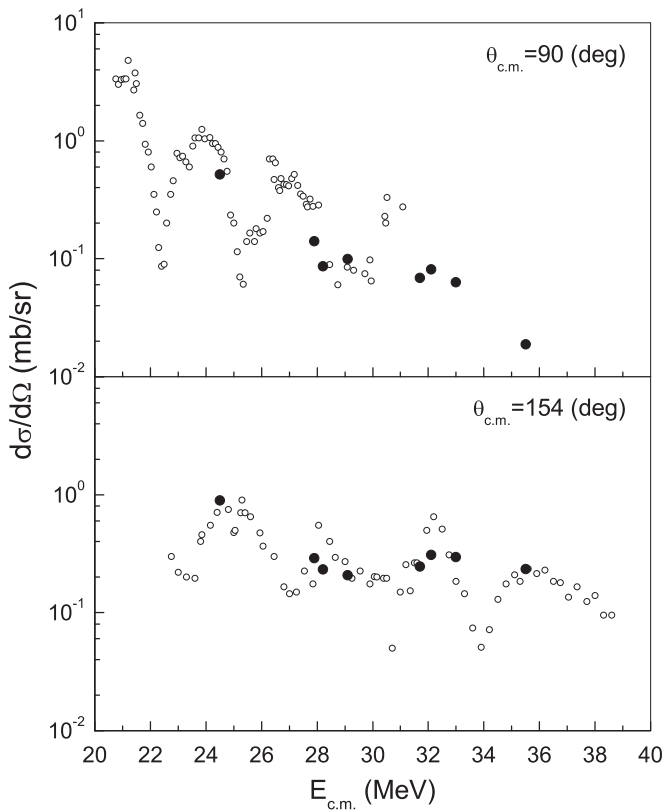 10¹
θc.m.=90 (deg)
10⁰
10⁻¹
10⁻²
dσ/dΩ (mb/sr)
θc.m.=154 (deg)
10⁰
10⁻¹
10⁻²
20 22 24 26 28 30 32 34 36 38 40
Ec.m. (MeV)